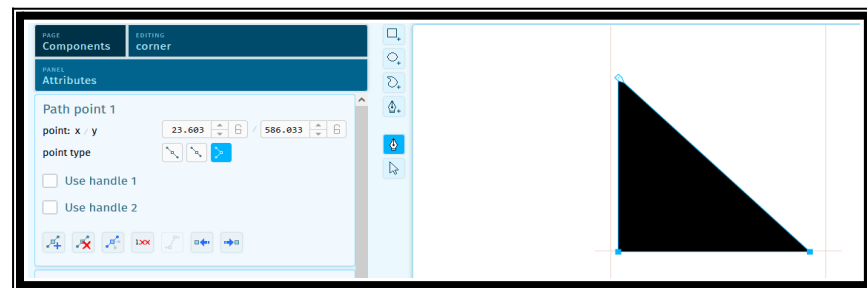 PAGE
Components
EDITING
corner
PANEL
Attributes
Path point 1
point: x / y 23.603 / 586.033
point type
Use handle 1
Use handle 2
1xx